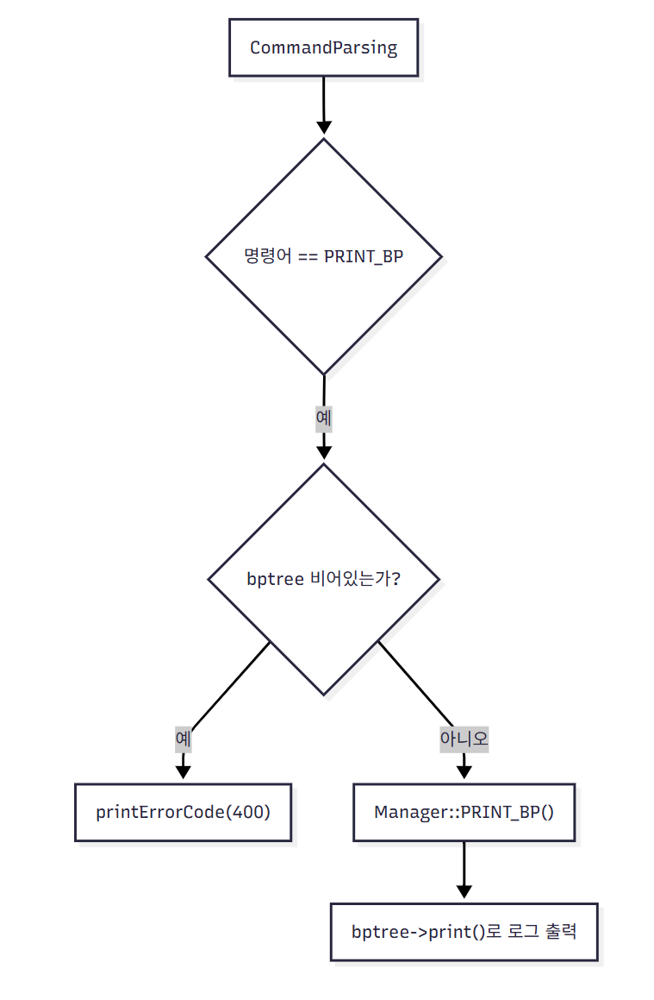 CommandParsing
명령어 == PRINT_BP
예
bptree 비어있는가?
예
아니오
printErrorCode(400)
Manager::PRINT_BP()
bptree->print()로 로그 출력